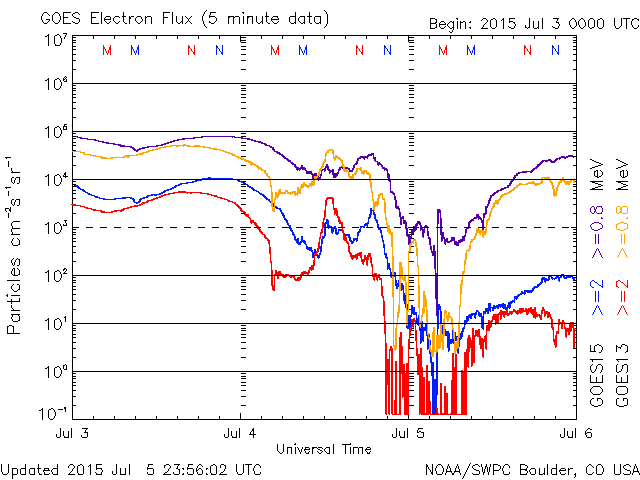 GOES Electron Flux (5 minute data)
Begin: 2015 Jul 3 0000 UTC
M M N N M M N N M M N N
10⁷
10⁶
10⁵
10⁴
10³
10²
10¹
10⁰
10⁻¹
Particles cm⁻²s⁻¹sr⁻¹
Jul 3 Jul 4 Jul 5 Jul 6
Universal Time
GOES15 >=2 >=0.8 MeV
GOES13 >=2 >=0.8 MeV
Updated 2015 Jul 5 23:56:02 UTC
NOAA/SWPC Boulder, CO USA